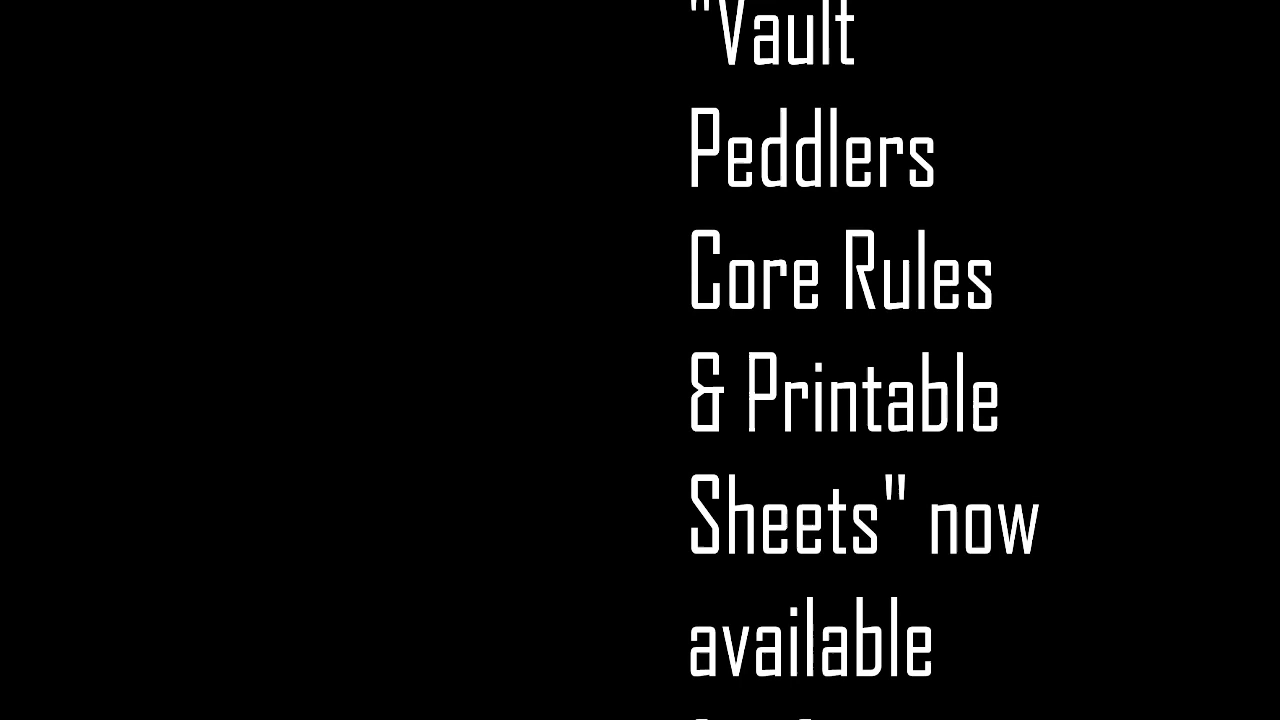 "Vault
Peddlers
Core Rules
& Printable
Sheets" now
available